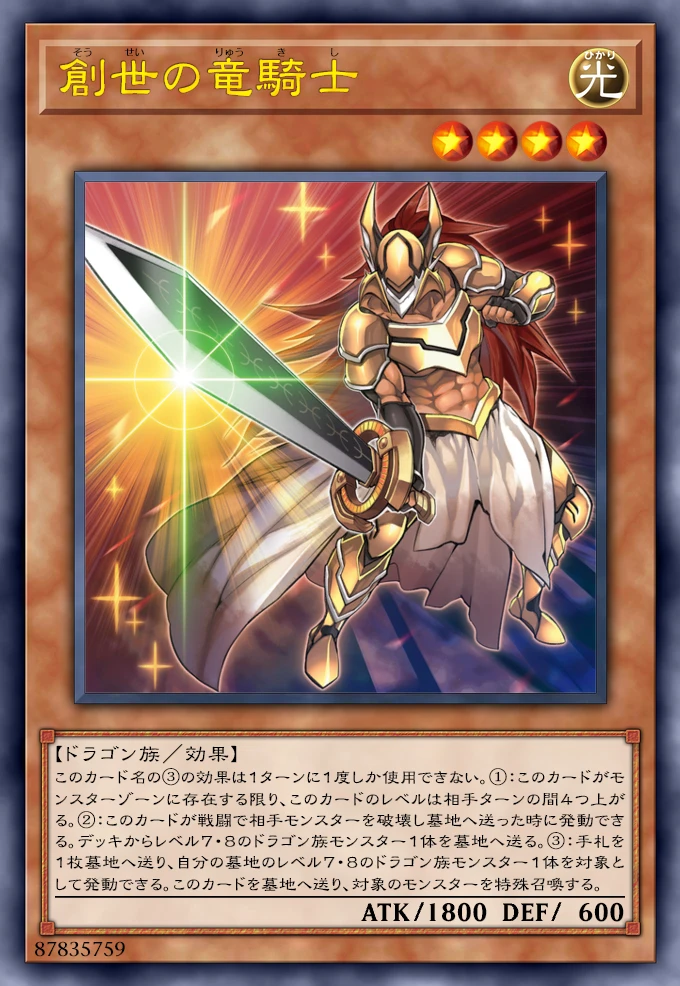 そう せい りゅう き し
創世の竜騎士
ひかり
光
【ドラゴン族／効果】
このカード名の③の効果は1ターンに1度しか使用できない。①：このカードがモ
ンスターゾーンに存在する限り、このカードのレベルは相手ターンの間4つ上が
る。②：このカードが戦闘で相手モンスターを破壊し墓地へ送った時に発動でき
る。デッキからレベル7・8のドラゴン族モンスター1体を墓地へ送る。③：手札を
1枚墓地へ送り、自分の墓地のレベル7・8のドラゴン族モンスター1体を対象と
して発動できる。このカードを墓地へ送り、対象のモンスターを特殊召喚する。
ATK/1800 DEF/ 600
87835759